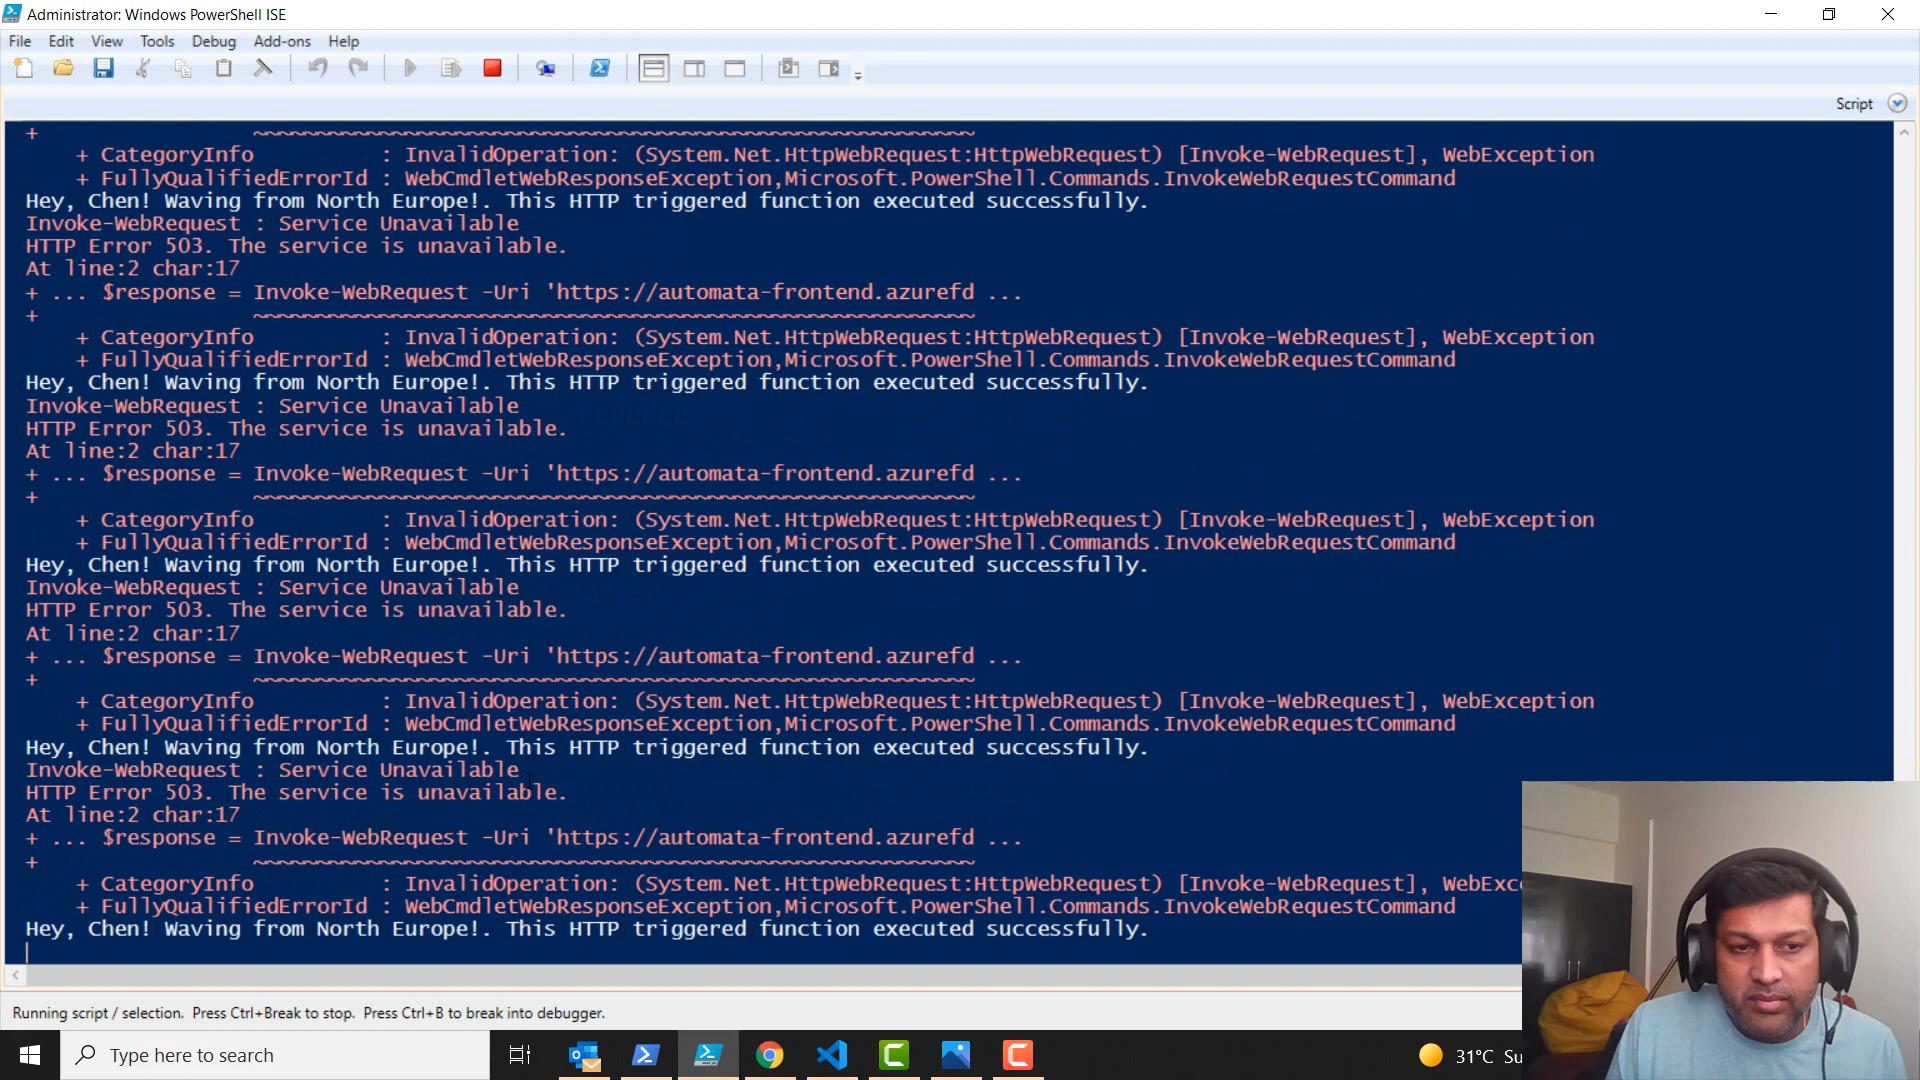 Administrator: Windows PowerShell ISE
File Edit View Tools Debug Add-ons Help
Script
+ ~~~~~~~~~~~~~~~~~~~~~~~~~~~~~~~~~~~~~~~~~~~~~~~~~~~~~~~~~
+ CategoryInfo : InvalidOperation: (System.Net.HttpWebRequest:HttpWebRequest) [Invoke-WebRequest], WebException
+ FullyQualifiedErrorId : WebCmdletWebResponseException,Microsoft.PowerShell.Commands.InvokeWebRequestCommand
Hey, Chen! Waving from North Europe!. This HTTP triggered function executed successfully.
Invoke-WebRequest : Service Unavailable
HTTP Error 503. The service is unavailable.
At line:2 char:17
+ ... $response = Invoke-WebRequest -Uri 'https://automata-frontend.azurefd ...
+ ~~~~~~~~~~~~~~~~~~~~~~~~~~~~~~~~~~~~~~~~~~~~~~~~~~~~~~~~~
+ CategoryInfo : InvalidOperation: (System.Net.HttpWebRequest:HttpWebRequest) [Invoke-WebRequest], WebException
+ FullyQualifiedErrorId : WebCmdletWebResponseException,Microsoft.PowerShell.Commands.InvokeWebRequestCommand
Hey, Chen! Waving from North Europe!. This HTTP triggered function executed successfully.
Invoke-WebRequest : Service Unavailable
HTTP Error 503. The service is unavailable.
At line:2 char:17
+ ... $response = Invoke-WebRequest -Uri 'https://automata-frontend.azurefd ...
+ ~~~~~~~~~~~~~~~~~~~~~~~~~~~~~~~~~~~~~~~~~~~~~~~~~~~~~~~~~
+ CategoryInfo : InvalidOperation: (System.Net.HttpWebRequest:HttpWebRequest) [Invoke-WebRequest], WebException
+ FullyQualifiedErrorId : WebCmdletWebResponseException,Microsoft.PowerShell.Commands.InvokeWebRequestCommand
Hey, Chen! Waving from North Europe!. This HTTP triggered function executed successfully.
Invoke-WebRequest : Service Unavailable
HTTP Error 503. The service is unavailable.
At line:2 char:17
+ ... $response = Invoke-WebRequest -Uri 'https://automata-frontend.azurefd ...
+ ~~~~~~~~~~~~~~~~~~~~~~~~~~~~~~~~~~~~~~~~~~~~~~~~~~~~~~~~~
+ CategoryInfo : InvalidOperation: (System.Net.HttpWebRequest:HttpWebRequest) [Invoke-WebRequest], WebException
+ FullyQualifiedErrorId : WebCmdletWebResponseException,Microsoft.PowerShell.Commands.InvokeWebRequestCommand
Hey, Chen! Waving from North Europe!. This HTTP triggered function executed successfully.
Invoke-WebRequest : Service Unavailable
HTTP Error 503. The service is unavailable.
At line:2 char:17
+ ... $response = Invoke-WebRequest -Uri 'https://automata-frontend.azurefd ...
+ ~~~~~~~~~~~~~~~~~~~~~~~~~~~~~~~~~~~~~~~~~~~~~~~~~~~~~~~~~
+ CategoryInfo : InvalidOperation: (System.Net.HttpWebRequest:HttpWebRequest) [Invoke-WebRequest], WebExc
+ FullyQualifiedErrorId : WebCmdletWebResponseException,Microsoft.PowerShell.Commands.InvokeWebRequestCommand
Hey, Chen! Waving from North Europe!. This HTTP triggered function executed successfully.
Running script / selection. Press Ctrl+Break to stop. Press Ctrl+B to break into debugger.
Type here to search
31°C Su